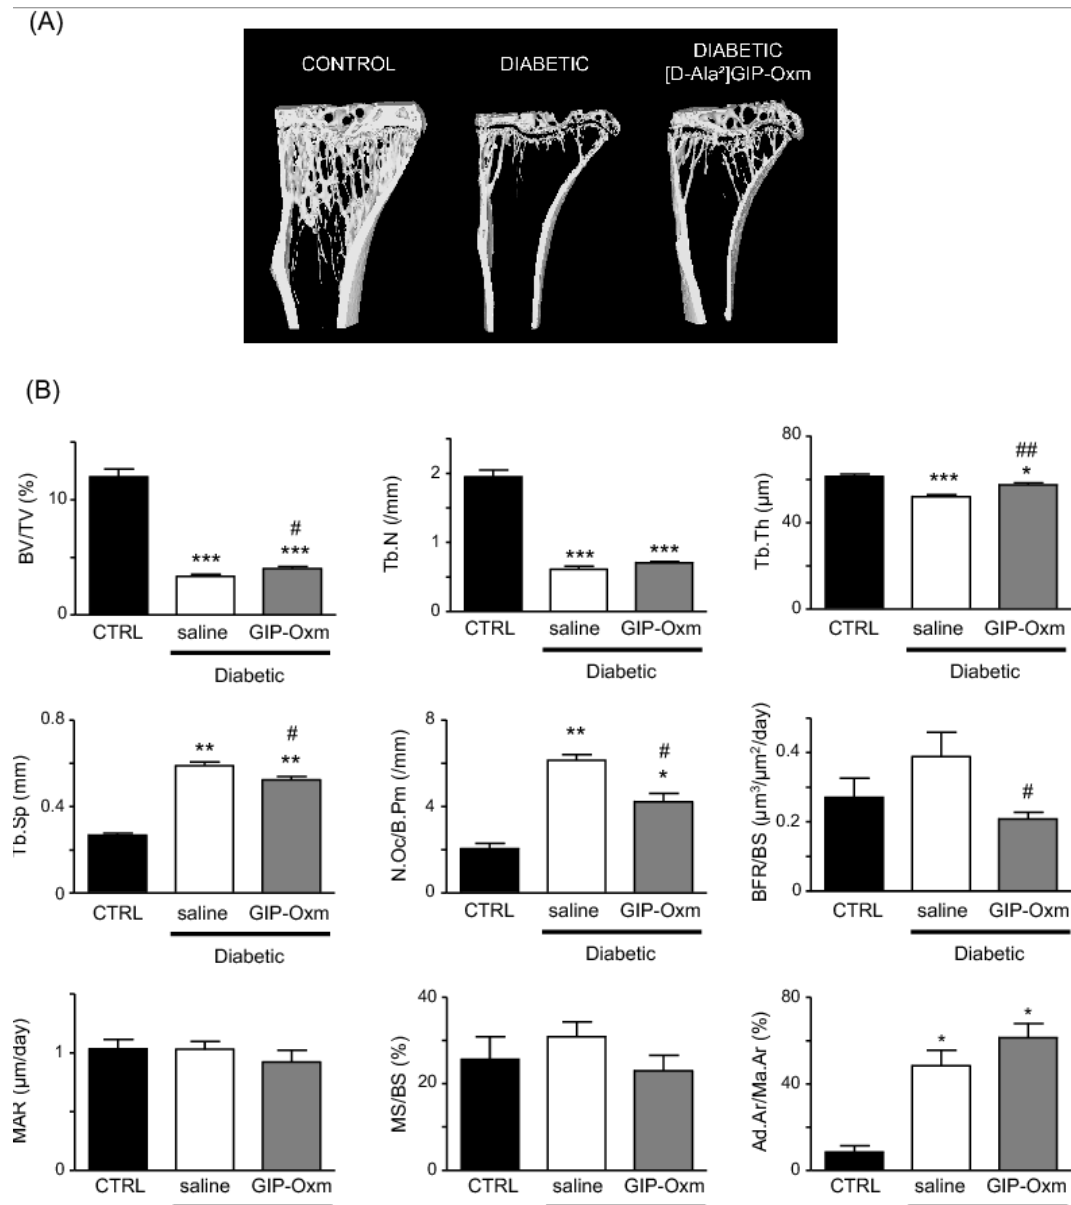 (A)
CONTROL
DIABETIC
DIABETIC
[D-Ala²]GIP-Oxm
(B)
BV/TV (%)
10
0
***
#
***
CTRL
saline
GIP-Oxm
Diabetic
Tb.N (/mm)
2
1
0
***
***
CTRL
saline
GIP-Oxm
Diabetic
Tb.Th (µm)
80
40
0
***
##
*
CTRL
saline
GIP-Oxm
Diabetic
Tb.Sp (mm)
0.8
0.4
0
**
#
**
CTRL
saline
GIP-Oxm
Diabetic
N.Oc/B.Pm (/mm)
8
4
0
**
#
*
CTRL
saline
GIP-Oxm
Diabetic
BFR/BS (µm³/µm²/day)
0.4
0.2
0
#
CTRL
saline
GIP-Oxm
Diabetic
MAR (µm/day)
1
0
CTRL
saline
GIP-Oxm
MS/BS (%)
40
20
0
CTRL
saline
GIP-Oxm
Ad.Ar/Ma.Ar (%)
80
40
0
*
*
CTRL
saline
GIP-Oxm